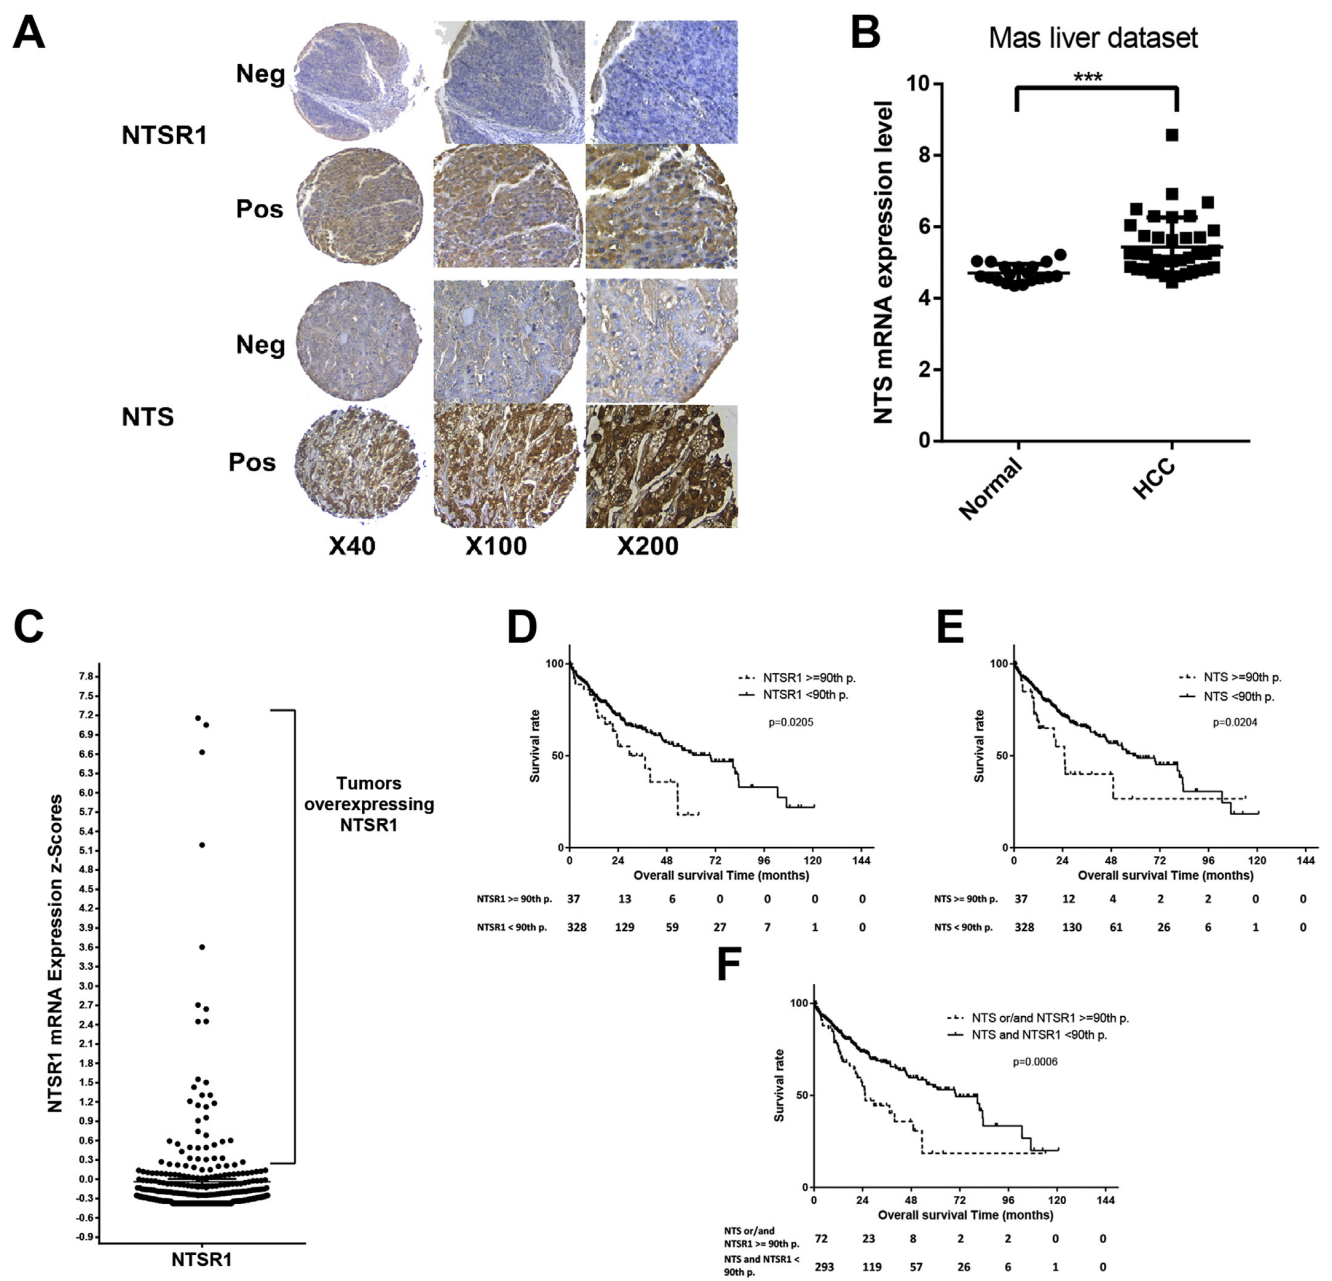 A
Neg
NTSR1
Pos
Neg
NTS
Pos
X40 X100 X200
B
Mas liver dataset
***
NTS mRNA expression level
10
8
6
4
2
0
Normal HCC
C
NTSR1 mRNA Expression z-Scores
7.8
7.5
7.2
6.9
6.6
6.3
6.0
5.7
5.4
5.1
4.8
4.5
4.2
3.9
3.6
3.3
3.0
2.7
2.4
2.1
1.8
1.5
1.2
0.9
0.6
0.3
0.0
-0.3
-0.6
-0.9
NTSR1
Tumors
overexpressing
NTSR1
D
Survival rate
100
50
0
NTSR1 >=90th p.
NTSR1 <90th p.
p=0.0205
0 24 48 72 96 120 144
Overall survival Time (months)
NTSR1 >= 90th p. 37 13 6 0 0 0 0
NTSR1 < 90th p. 328 129 59 27 7 1 0
E
Survival rate
100
50
0
NTS >=90th p.
NTS <90th p.
p=0.0204
0 24 48 72 96 120 144
Overall survival Time (months)
NTS >= 90th p. 37 12 4 2 2 0 0
NTS < 90th p. 328 130 61 26 6 1 0
F
Survival rate
100
50
0
NTS or/and NTSR1 >=90th p.
NTS and NTSR1 <90th p.
p=0.0006
0 24 48 72 96 120 144
Overall survival Time (months)
NTS or/and
NTSR1 >= 90th p. 72 23 8 2 2 0 0
NTS and NTSR1 <
90th p. 293 119 57 26 6 1 0